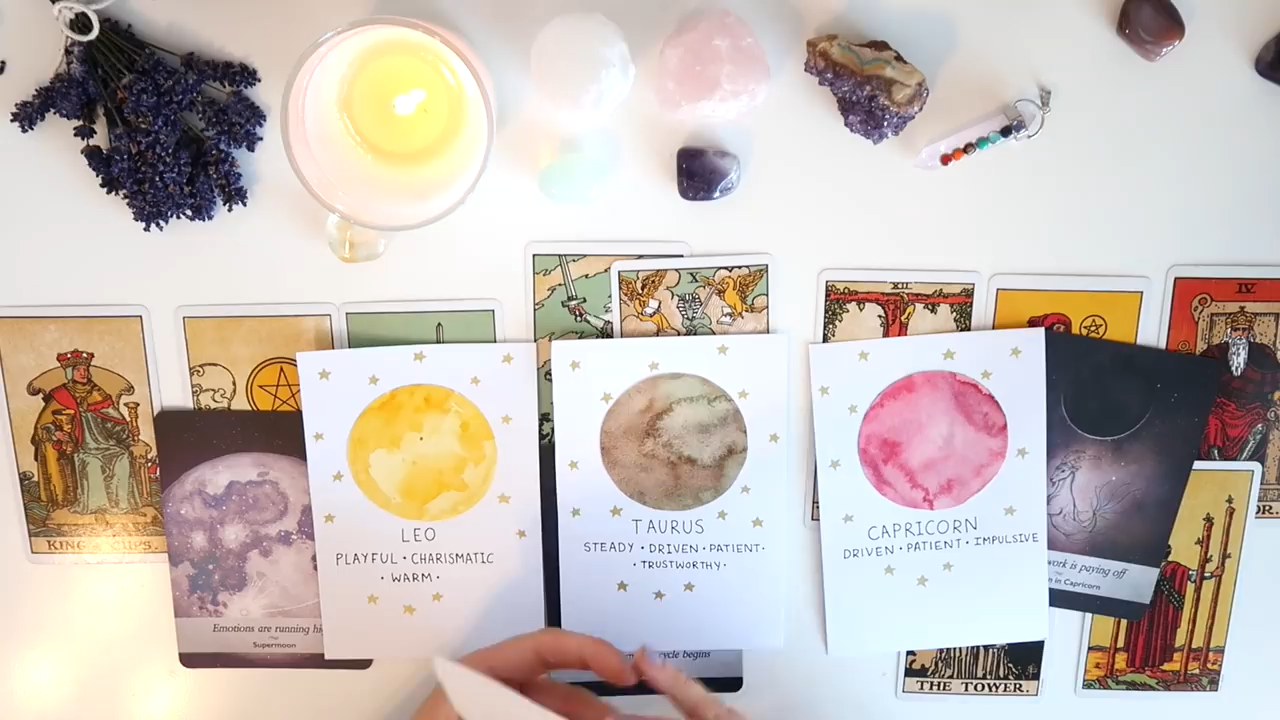 X
XII
IV
KING of CUPS.
LEO
PLAYFUL • CHARISMATIC
• WARM •
TAURUS
STEADY • DRIVEN • PATIENT•
• TRUSTWORTHY •
CAPRICORN
DRIVEN • PATIENT • IMPULSIVE
Emotions are running
Supermoon
cycle begins
work is paying off
in Capricorn
THE TOWER.